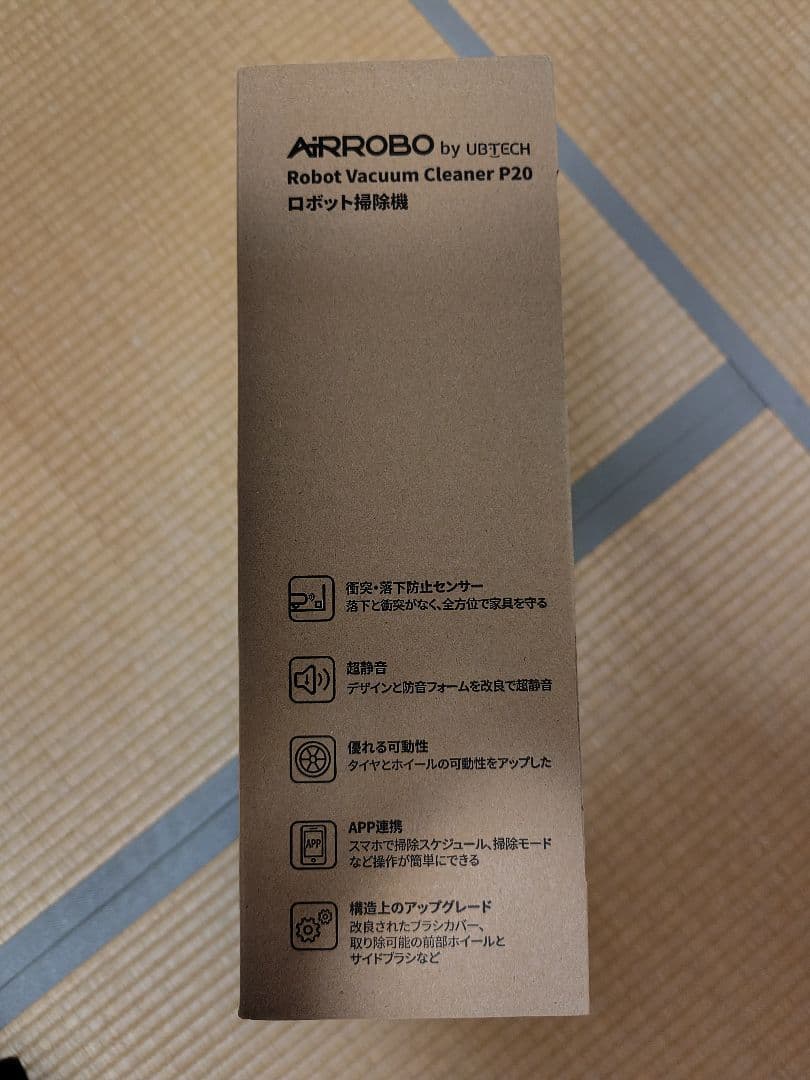 AiRROBO by UBTECH
Robot Vacuum Cleaner P20
ロボット掃除機
衝突・落下防止センサー
落下と衝突がなく、全方位で家具を守る
超静音
デザインと防音フォームを改良で超静音
優れる可動性
タイヤとホイールの可動性をアップした
APP
APP連携
スマホで掃除スケジュール、掃除モード
など操作が簡単にできる
構造上のアップグレード
改良されたブラシカバー、
取り除可能の前部ホイールと
サイドブラシなど